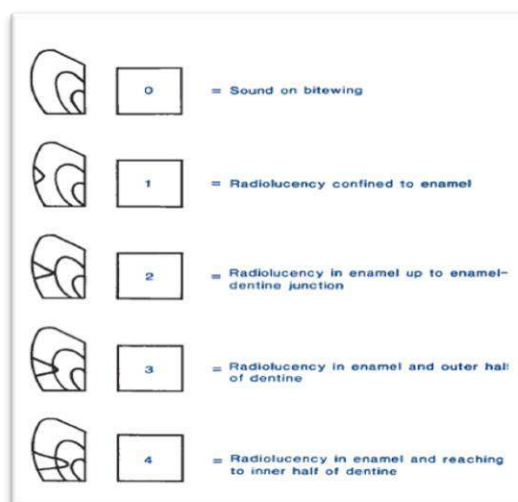 0 = Sound on bitewing
1 = Radiolucency confined to enamel
2 = Radiolucency in enamel up to enamel-
dentine junction
3 = Radiolucency in enamel and outer hal
of dentine
4 = Radiolucency in enamel and reaching
to inner half of dentine